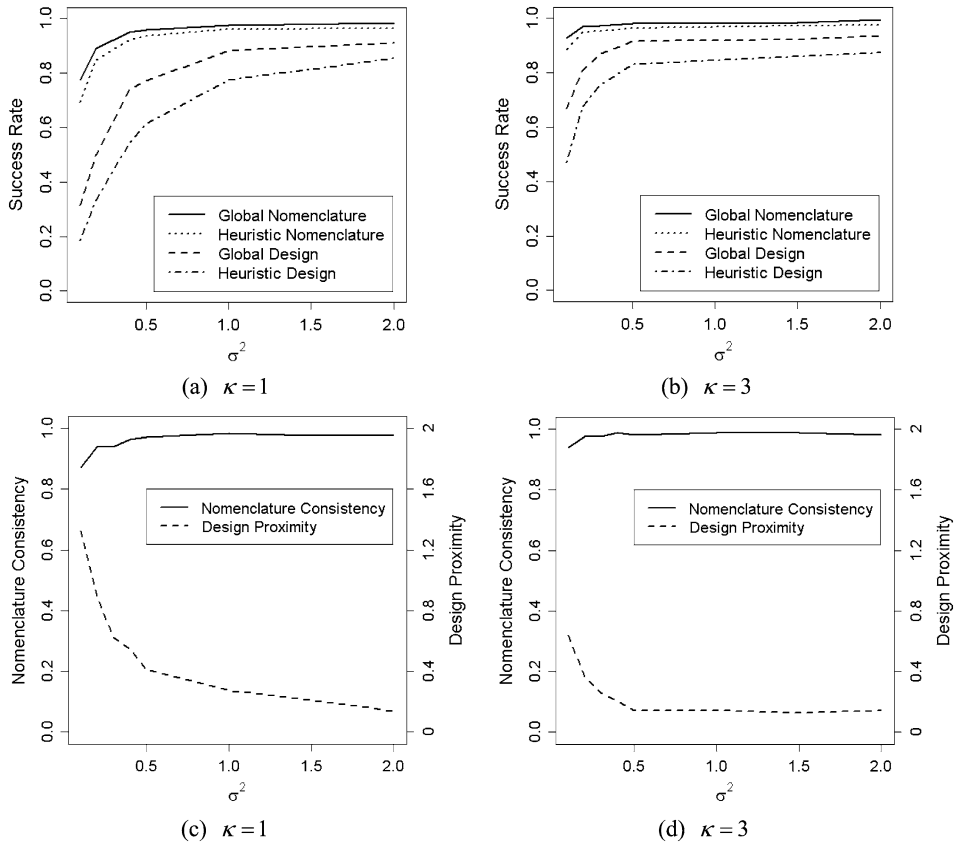 Success Rate
1.0
0.8
0.6
0.4
0.2
0.0
Global Nomenclature
Heuristic Nomenclature
Global Design
Heuristic Design
0.5 1.0 1.5 2.0
σ²
(a) κ = 1
Success Rate
1.0
0.8
0.6
0.4
0.2
0.0
Global Nomenclature
Heuristic Nomenclature
Global Design
Heuristic Design
0.5 1.0 1.5 2.0
σ²
(b) κ = 3
Nomenclature Consistency
1.0
0.8
0.6
0.4
0.2
0.0
Nomenclature Consistency
Design Proximity
2
1.6
1.2
0.8
0.4
0
Design Proximity
0.5 1.0 1.5 2.0
σ²
(c) κ = 1
Nomenclature Consistency
1.0
0.8
0.6
0.4
0.2
0.0
Nomenclature Consistency
Design Proximity
2
1.6
1.2
0.8
0.4
0
Design Proximity
0.5 1.0 1.5 2.0
σ²
(d) κ = 3